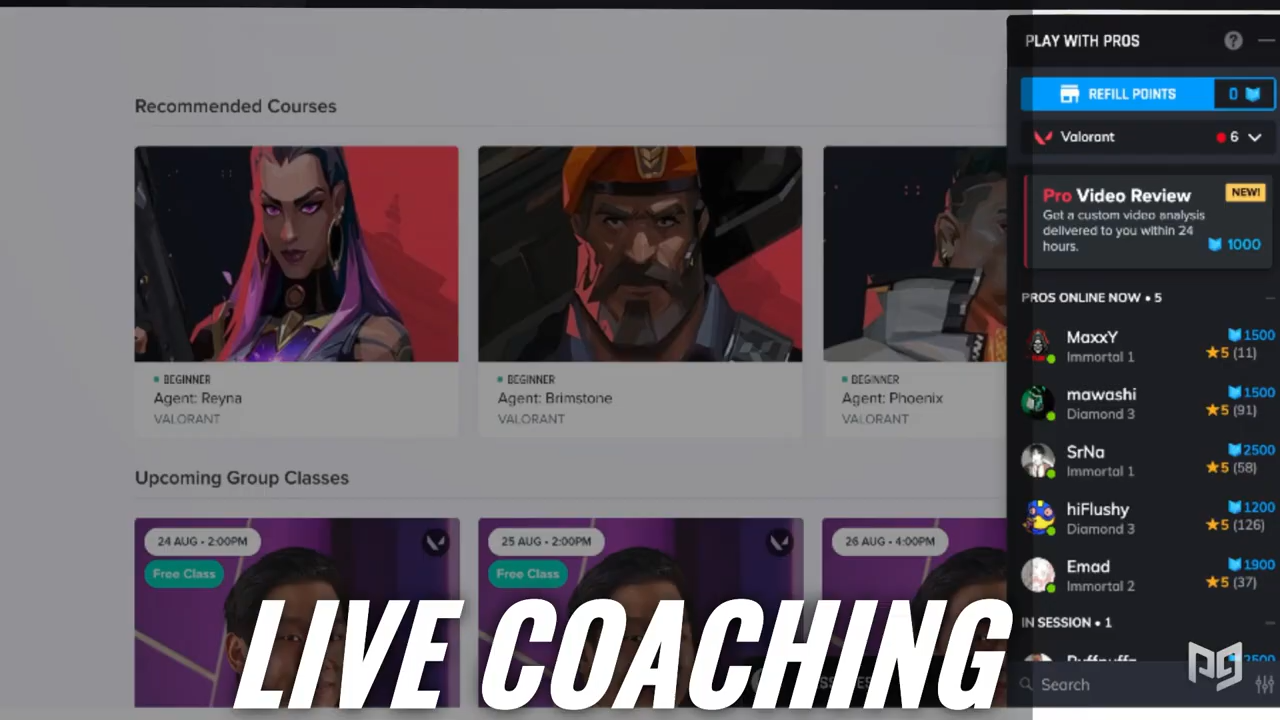 Recommended Courses
BEGINNER
Agent: Reyna
VALORANT
BEGINNER
Agent: Brimstone
VALORANT
BEGINNER
Agent: Phoenix
VALORANT
Upcoming Group Classes
24 AUG - 2:00PM
Free Class
25 AUG - 2:00PM
Free Class
26 AUG - 4:00PM
LIVE COACHING
PLAY WITH PROS
?
REFILL POINTS 0
Valorant 6
Pro Video Review NEW!
Get a custom video analysis
delivered to you within 24
hours. 1000
PROS ONLINE NOW • 5
MaxxY 1500
Immortal 1 ★5 (11)
mawashi 1500
Diamond 3 ★5 (91)
SrNa 2500
Immortal 1 ★5 (58)
hiFlushy 1200
Diamond 3 ★5 (126)
Emad 1900
Immortal 2 ★5 (37)
IN SESSION • 1
2500
Search